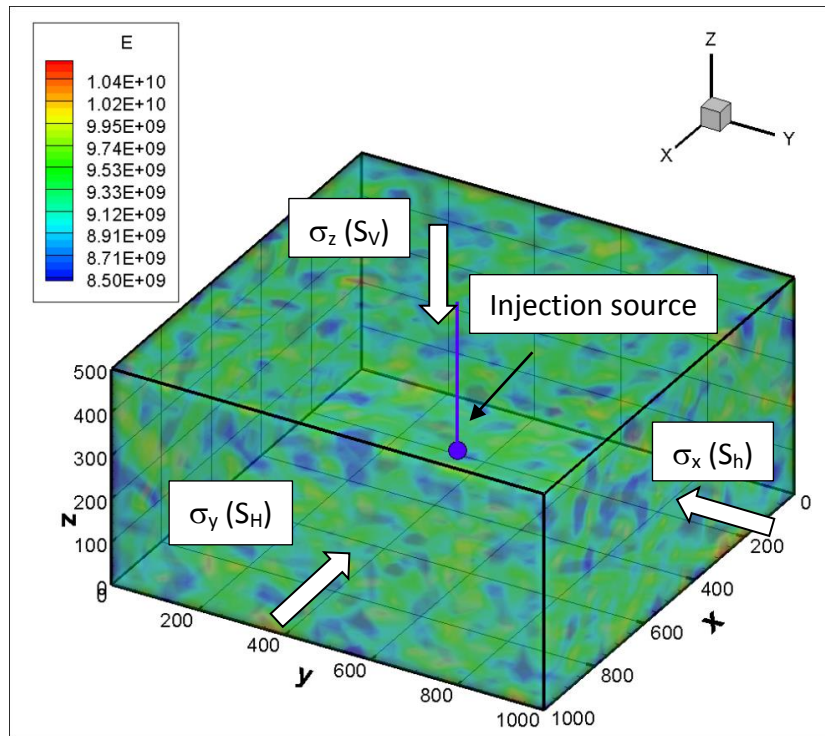 E
1.04E+10
1.02E+10
9.95E+09
9.74E+09
9.53E+09
9.33E+09
9.12E+09
8.91E+09
8.71E+09
8.50E+09
Z
X
Y
σz (SV)
Injection source
σx (Sh)
σy (SH)
500
400
300
200
100
0
z
0
200
400
600
800
1000
y
0
200
400
600
800
1000
x